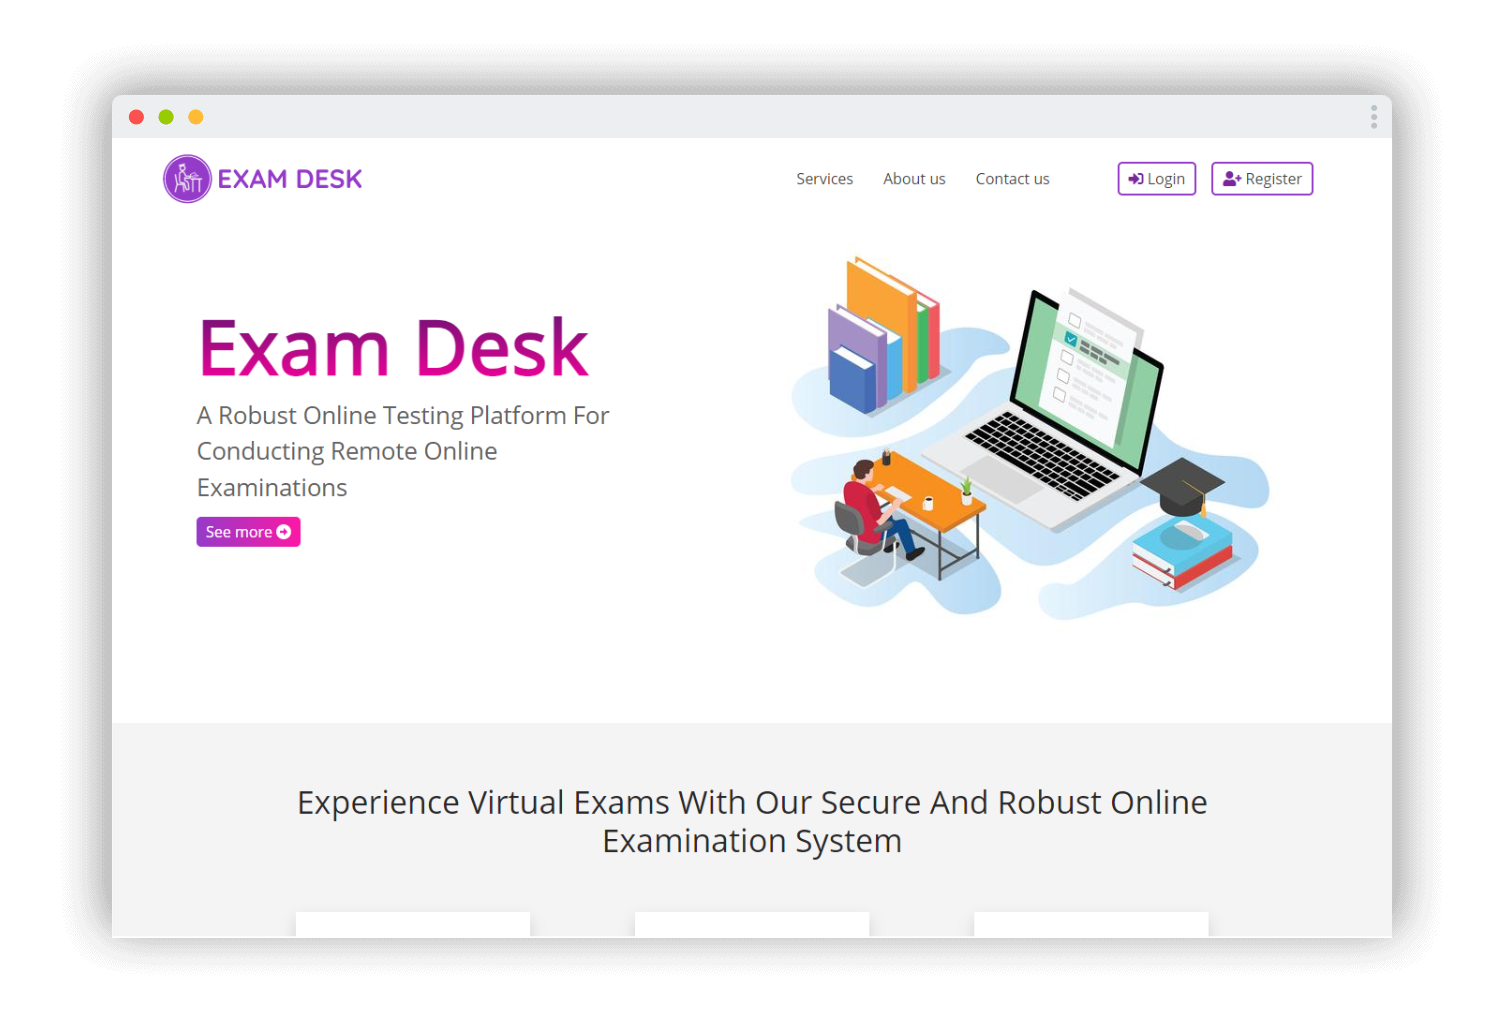 EXAM DESK
Services
About us
Contact us
Login
Register
Exam Desk
A Robust Online Testing Platform For
Conducting Remote Online
Examinations
See more
Experience Virtual Exams With Our Secure And Robust Online
Examination System